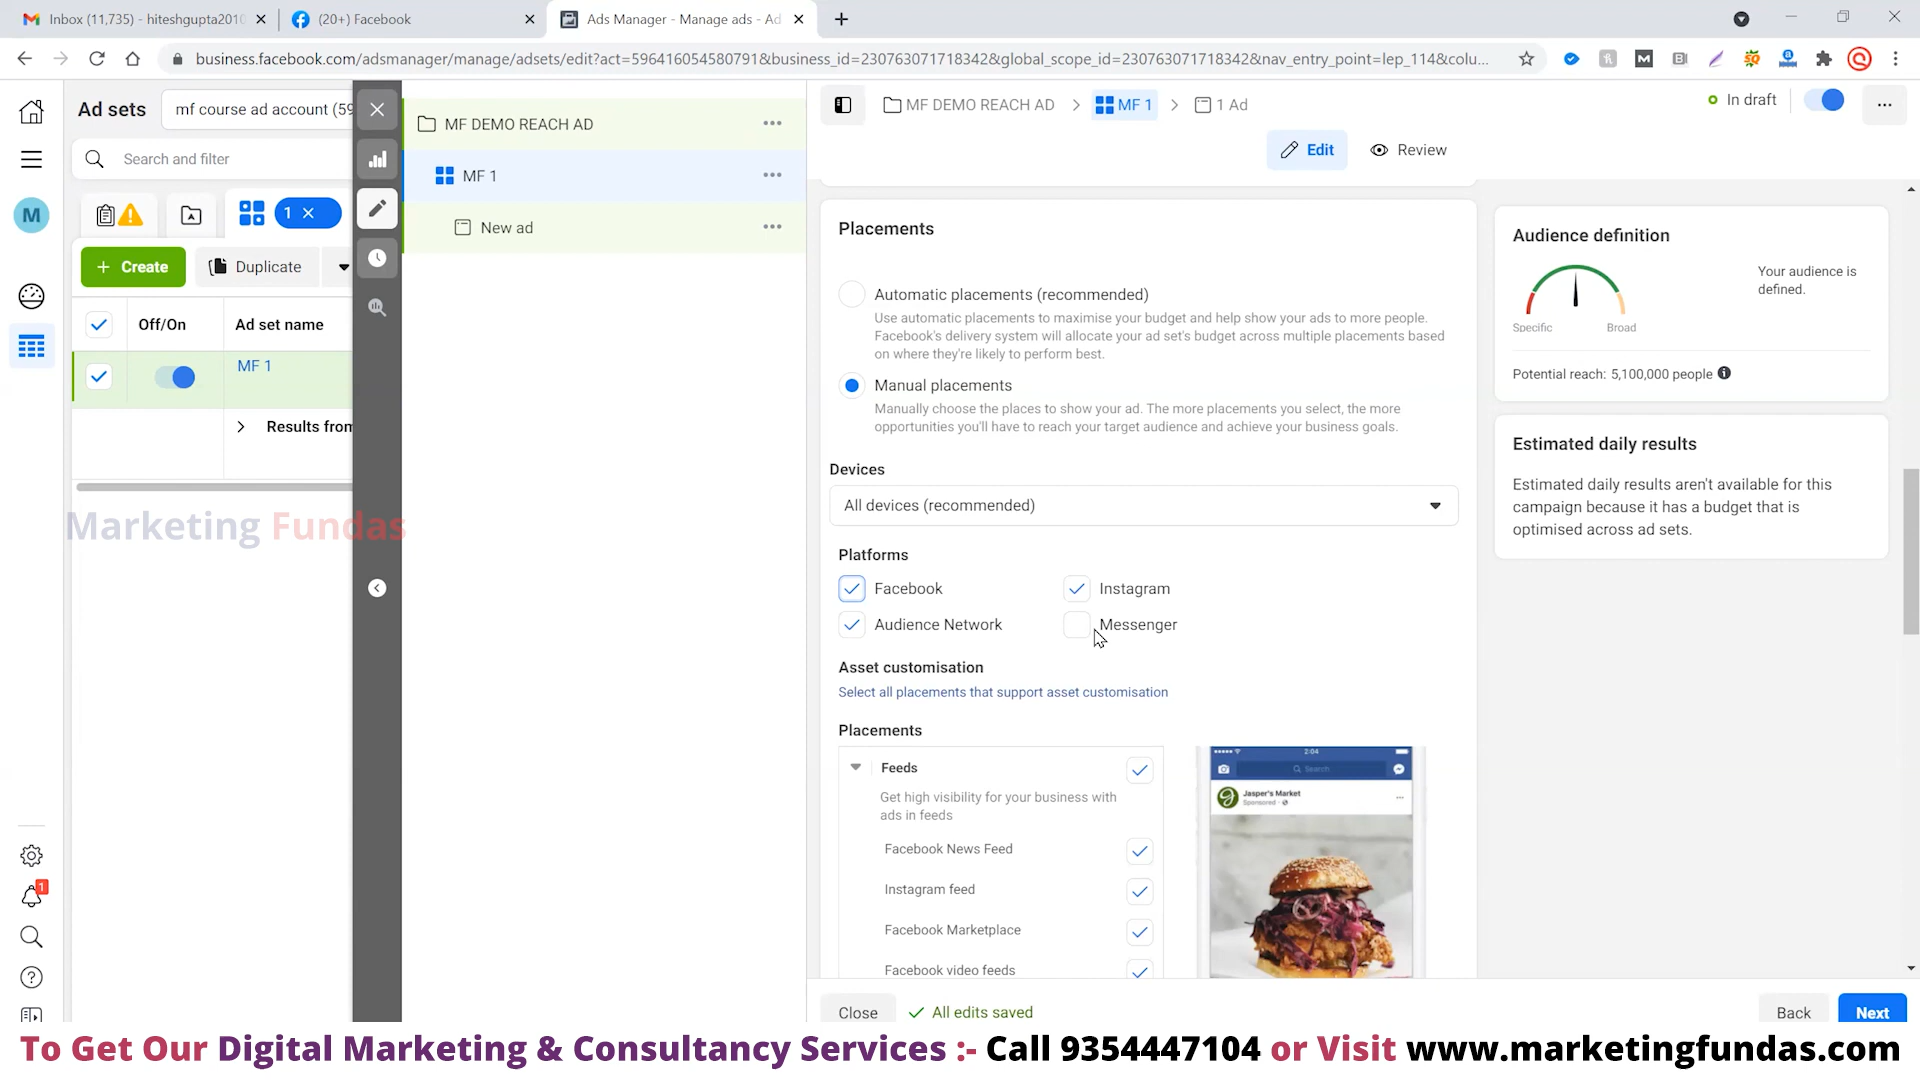 Inbox (11,735) - hiteshgupta2010
(20+) Facebook
Ads Manager - Manage ads - Ad
business.facebook.com/adsmanager/manage/adsets/edit?act=596416054580791&business_id=230763071718342&global_scope_id=230763071718342&nav_entry_point=lep_114&colu...
Ad sets
mf course ad account (59
Search and filter
M
1
+ Create
Duplicate
Off/On
Ad set name
MF 1
Results from
Marketing Fundas
MF DEMO REACH AD
MF 1
New ad
MF DEMO REACH AD > MF 1 > 1 Ad
In draft
Edit
Review
Placements
Automatic placements (recommended)
Use automatic placements to maximise your budget and help show your ads to more people.
Facebook's delivery system will allocate your ad set's budget across multiple placements based
on where they're likely to perform best.
Manual placements
Manually choose the places to show your ad. The more placements you select, the more
opportunities you'll have to reach your target audience and achieve your business goals.
Devices
All devices (recommended)
Platforms
Facebook
Instagram
Audience Network
Messenger
Asset customisation
Select all placements that support asset customisation
Placements
Feeds
Get high visibility for your business with
ads in feeds
Facebook News Feed
Instagram feed
Facebook Marketplace
Facebook video feeds
2:04
Search
Jasper's Market
Sponsored
Audience definition
Specific
Broad
Your audience is
defined.
Potential reach: 5,100,000 people
Estimated daily results
Estimated daily results aren't available for this
campaign because it has a budget that is
optimised across ad sets.
1
Close
All edits saved
Back
Next
To Get Our Digital Marketing & Consultancy Services :- Call 9354447104 or Visit www.marketingfundas.com